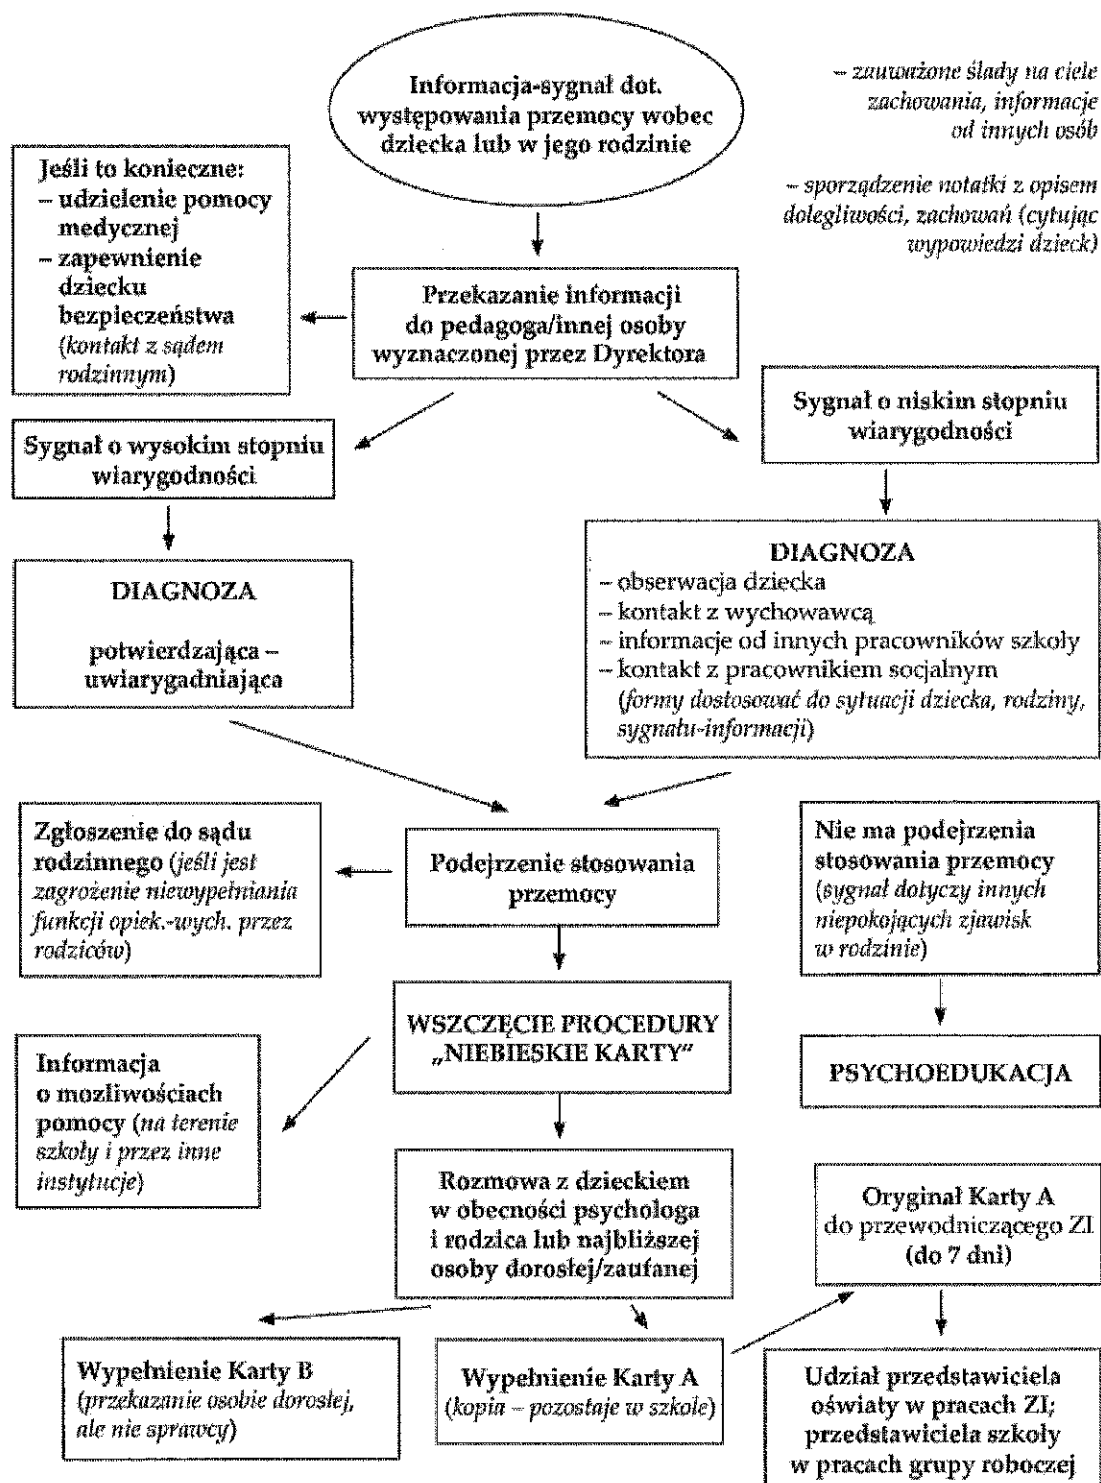 Informacja-sygnał dot.
występowania przemocy wobec
dziecka lub w jego rodzinie
– zauważone ślady na ciele
zachowania, informacje
od innych osób
– sporządzenie notatki z opisem
dolegliwości, zachowań (cytując
wypowiedzi dzieck)
Jeśli to konieczne:
– udzielenie pomocy
medycznej
– zapewnienie
dziecku
bezpieczeństwa
(kontakt z sądem
rodzinnym)
Przekazanie informacji
do pedagoga/innej osoby
wyznaczonej przez Dyrektora
Sygnał o wysokim stopniu
wiarygodności
Sygnał o niskim stopniu
wiarygodności
DIAGNOZA
potwierdzająca –
uwiarygadniająca
DIAGNOZA
– obserwacja dziecka
– kontakt z wychowawcą
– informacje od innych pracowników szkoły
– kontakt z pracownikiem socjalnym
(formy dostosować do sytuacji dziecka, rodziny,
sygnału-informacji)
Zgłoszenie do sądu
rodzinnego (jeśli jest
zagrożenie niewypełniania
funkcji opiek.-wych. przez
rodziców)
Podejrzenie stosowania
przemocy
Nie ma podejrzenia
stosowania przemocy
(sygnał dotyczy innych
niepokojących zjawisk
w rodzinie)
WSZCZĘCIE PROCEDURY
„NIEBIESKIE KARTY”
PSYCHOEDUKACJA
Informacja
o mozliwościach
pomocy (na terenie
szkoły i przez inne
instytucje)
Rozmowa z dzieckiem
w obecności psychologa
i rodzica lub najbliższej
osoby dorosłej/zaufanej
Oryginał Karty A
do przewodniczącego ZI
(do 7 dni)
Wypełnienie Karty B
(przekazanie osobie dorosłej,
ale nie sprawcy)
Wypełnienie Karty A
(kopia – pozostaje w szkole)
Udział przedstawiciela
oświaty w pracach ZI;
przedstawiciela szkoły
w pracach grupy roboczej